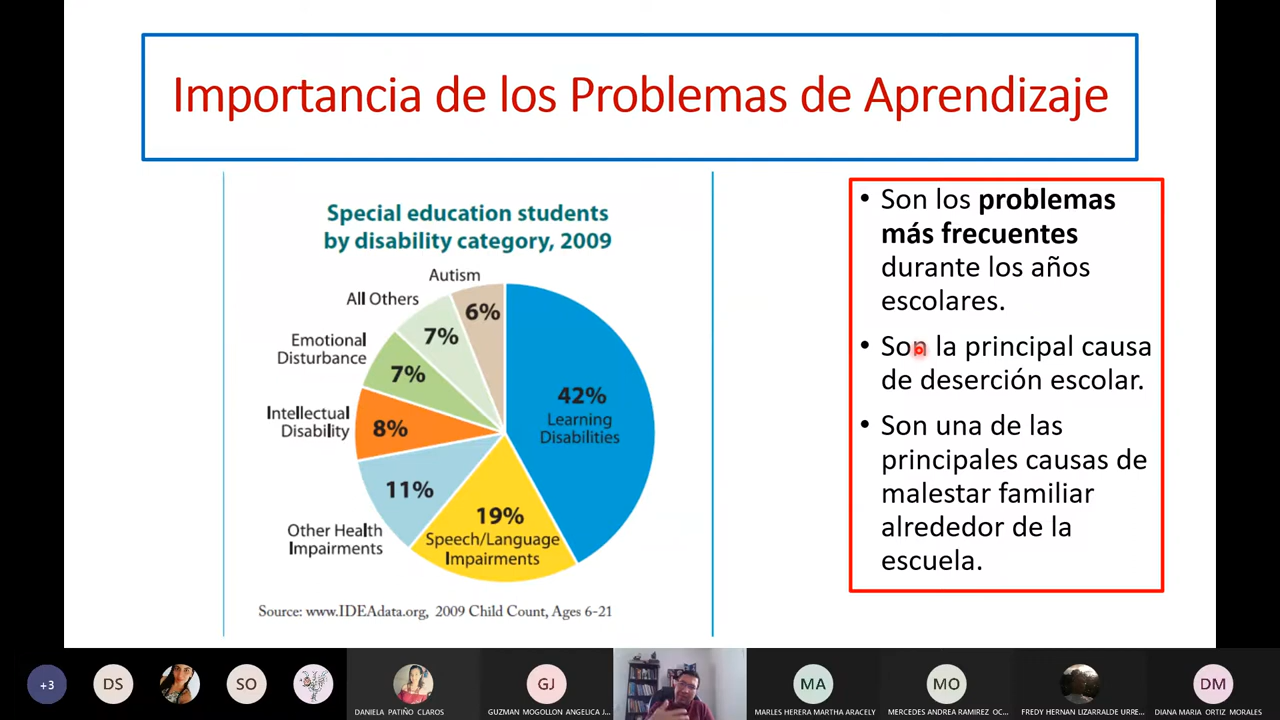 Importancia de los Problemas de Aprendizaje
Special education students
by disability category, 2009
Autism
6%
All Others
7%
Emotional
Disturbance
7%
Intellectual
Disability
8%
Other Health
Impairments
11%
19%
Speech/Language
Impairments
42%
Learning
Disabilities
Source: www.IDEAdata.org, 2009 Child Count, Ages 6-21
• Son los problemas
más frecuentes
durante los años
escolares.
• Son la principal causa
de deserción escolar.
• Son una de las
principales causas de
malestar familiar
alrededor de la
escuela.
+3
DS
SO
DANIELA PATIÑO CLAROS
GJ
GUZMAN MOGOLLON ANGELICA J...
MA
MARLES HERERA MARTHA ARACELY
MO
MERCEDES ANDREA RAMIREZ OC...
FREDY HERNAN LIZARRALDE URRE...
DM
DIANA MARIA ORTIZ MORALES